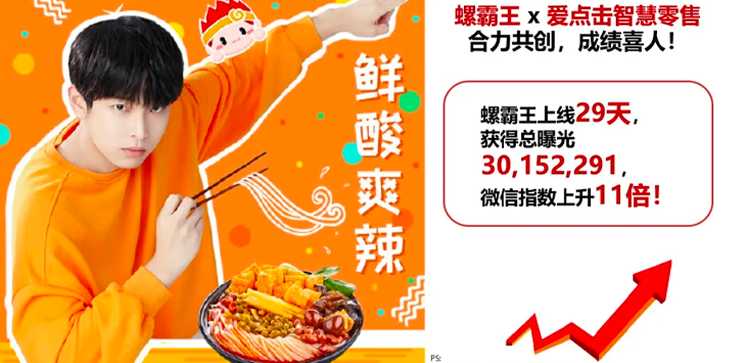 鲜酸爽辣
螺霸王 x 爱点击智慧零售
合力共创，成绩喜人！
螺霸王上线29天，
获得总曝光
30,152,291，
微信指数上升11倍！
PS: